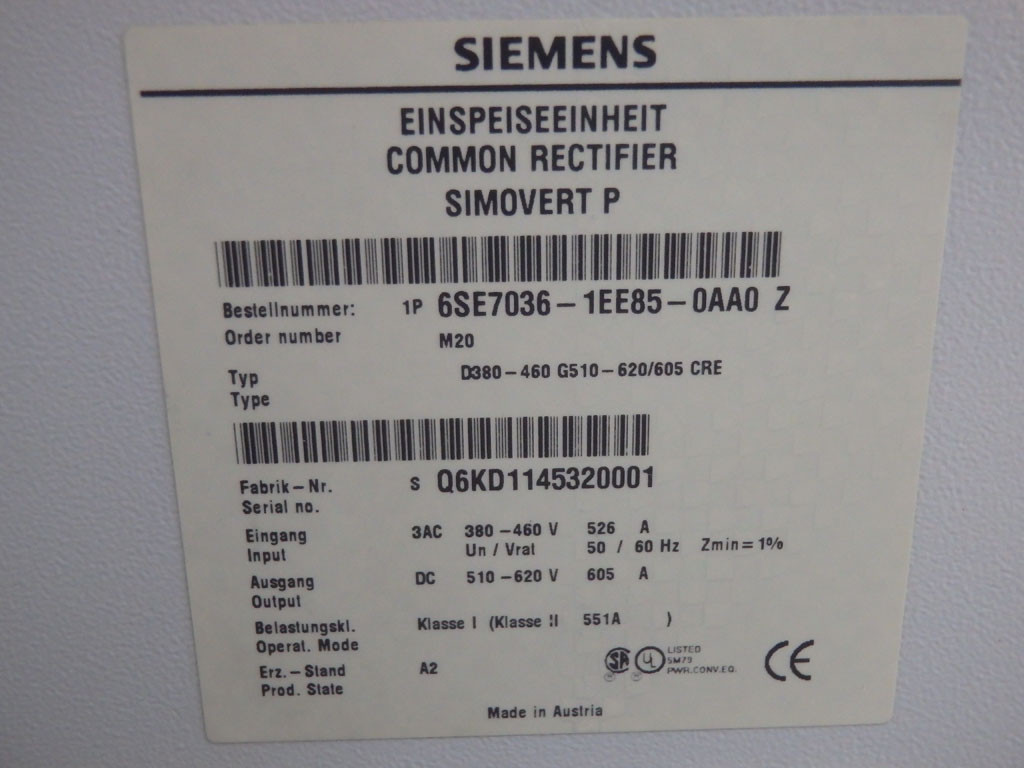 SIEMENS
EINSPEISEEINHEIT
COMMON RECTIFIER
SIMOVERT P
Bestellnummer: 1P 6SE7036-1EE85-0AA0 Z
Order number M20
Typ D380-460 G510-620/605 CRE
Type
Fabrik-Nr. S Q6KD1145320001
Serial no.
Eingang 3AC 380-460 V 526 A
Input Un / Vrat 50 / 60 Hz Zmin=1%
Ausgang DC 510-620 V 605 A
Output
Belastungskl. Klasse I (Klasse II 551A )
Operat. Mode
Erz.-Stand A2
Prod. State
SA UL LISTED
5M79
PWR.CONV.EQ.
CE
Made in Austria